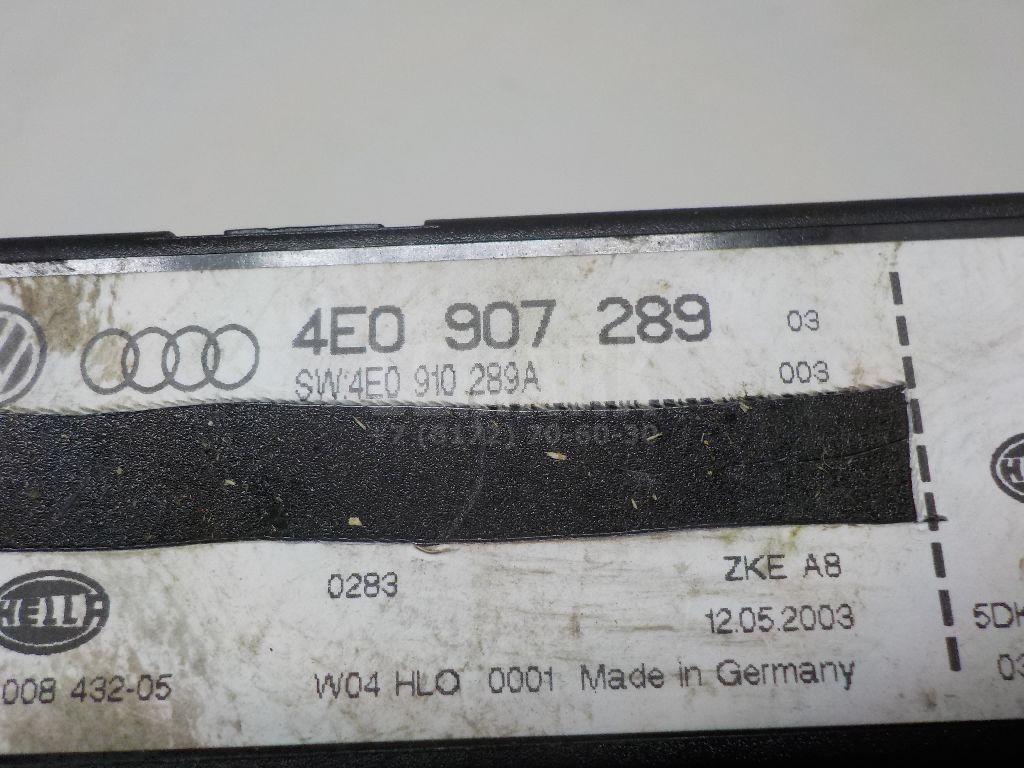 4E0 907 289 03
SW:4E0 910 289A 003
HELLA
0283 ZKE A8
12.05.2003
008 432-05 W04 HLO 0001 Made in Germany
5DK
03